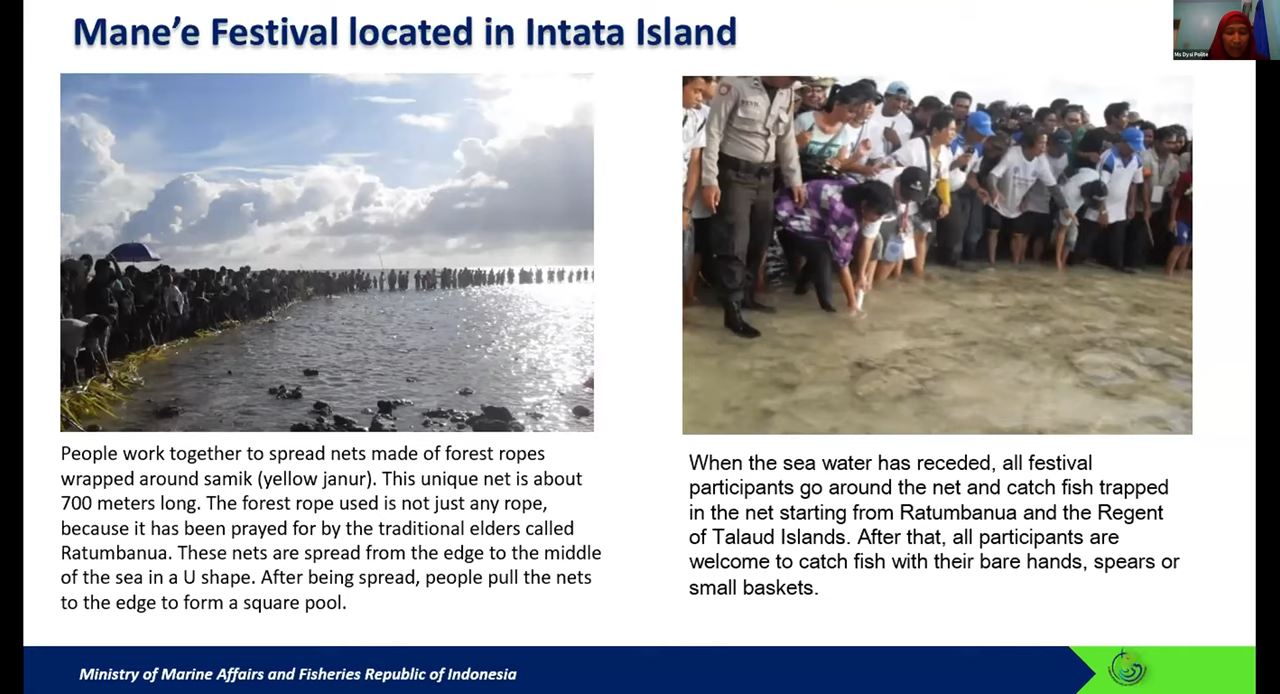 Mane'e Festival located in Intata Island
Ms Dysi Polite
People work together to spread nets made of forest ropes
wrapped around samik (yellow janur). This unique net is about
700 meters long. The forest rope used is not just any rope,
because it has been prayed for by the traditional elders called
Ratumbanua. These nets are spread from the edge to the middle
of the sea in a U shape. After being spread, people pull the nets
to the edge to form a square pool.
When the sea water has receded, all festival
participants go around the net and catch fish trapped
in the net starting from Ratumbanua and the Regent
of Talaud Islands. After that, all participants are
welcome to catch fish with their bare hands, spears or
small baskets.
Ministry of Marine Affairs and Fisheries Republic of Indonesia